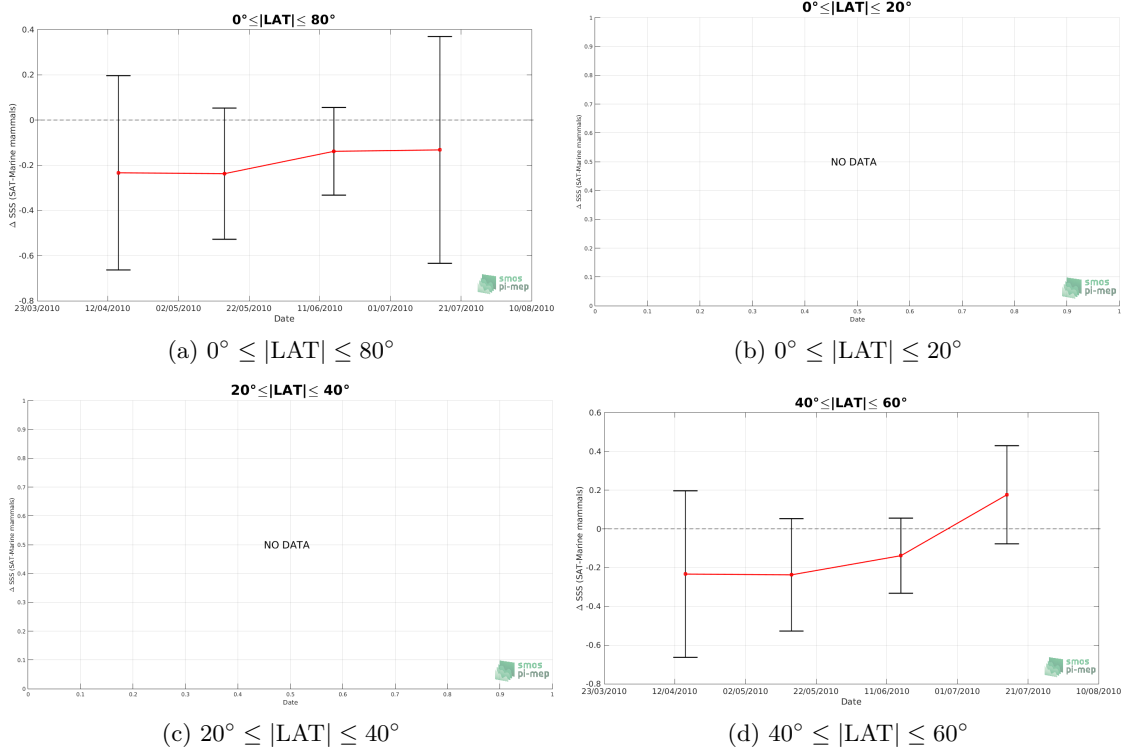 0°≤|LAT|≤ 80°
Δ SSS (SAT-Marine mammals)
0.4
0.2
0
-0.2
-0.4
-0.6
-0.8
23/03/2010 12/04/2010 02/05/2010 22/05/2010 11/06/2010 01/07/2010 21/07/2010 10/08/2010
Date
smos
pi-mep
(a) 0° ≤ |LAT| ≤ 80°
0°≤|LAT|≤ 20°
Δ SSS (SAT-Marine mammals)
1
0.9
0.8
0.7
0.6
0.5
0.4
0.3
0.2
0.1
0
NO DATA
0 0.1 0.2 0.3 0.4 0.5 0.6 0.7 0.8 0.9 1
Date
smos
pi-mep
(b) 0° ≤ |LAT| ≤ 20°
20°≤|LAT|≤ 40°
Δ SSS (SAT-Marine mammals)
1
0.9
0.8
0.7
0.6
0.5
0.4
0.3
0.2
0.1
0
NO DATA
0 0.1 0.2 0.3 0.4 0.5 0.6 0.7 0.8 0.9 1
Date
smos
pi-mep
(c) 20° ≤ |LAT| ≤ 40°
40°≤|LAT|≤ 60°
Δ SSS (SAT-Marine mammals)
0.6
0.4
0.2
0
-0.2
-0.4
-0.6
-0.8
23/03/2010 12/04/2010 02/05/2010 22/05/2010 11/06/2010 01/07/2010 21/07/2010 10/08/2010
Date
smos
pi-mep
(d) 40° ≤ |LAT| ≤ 60°